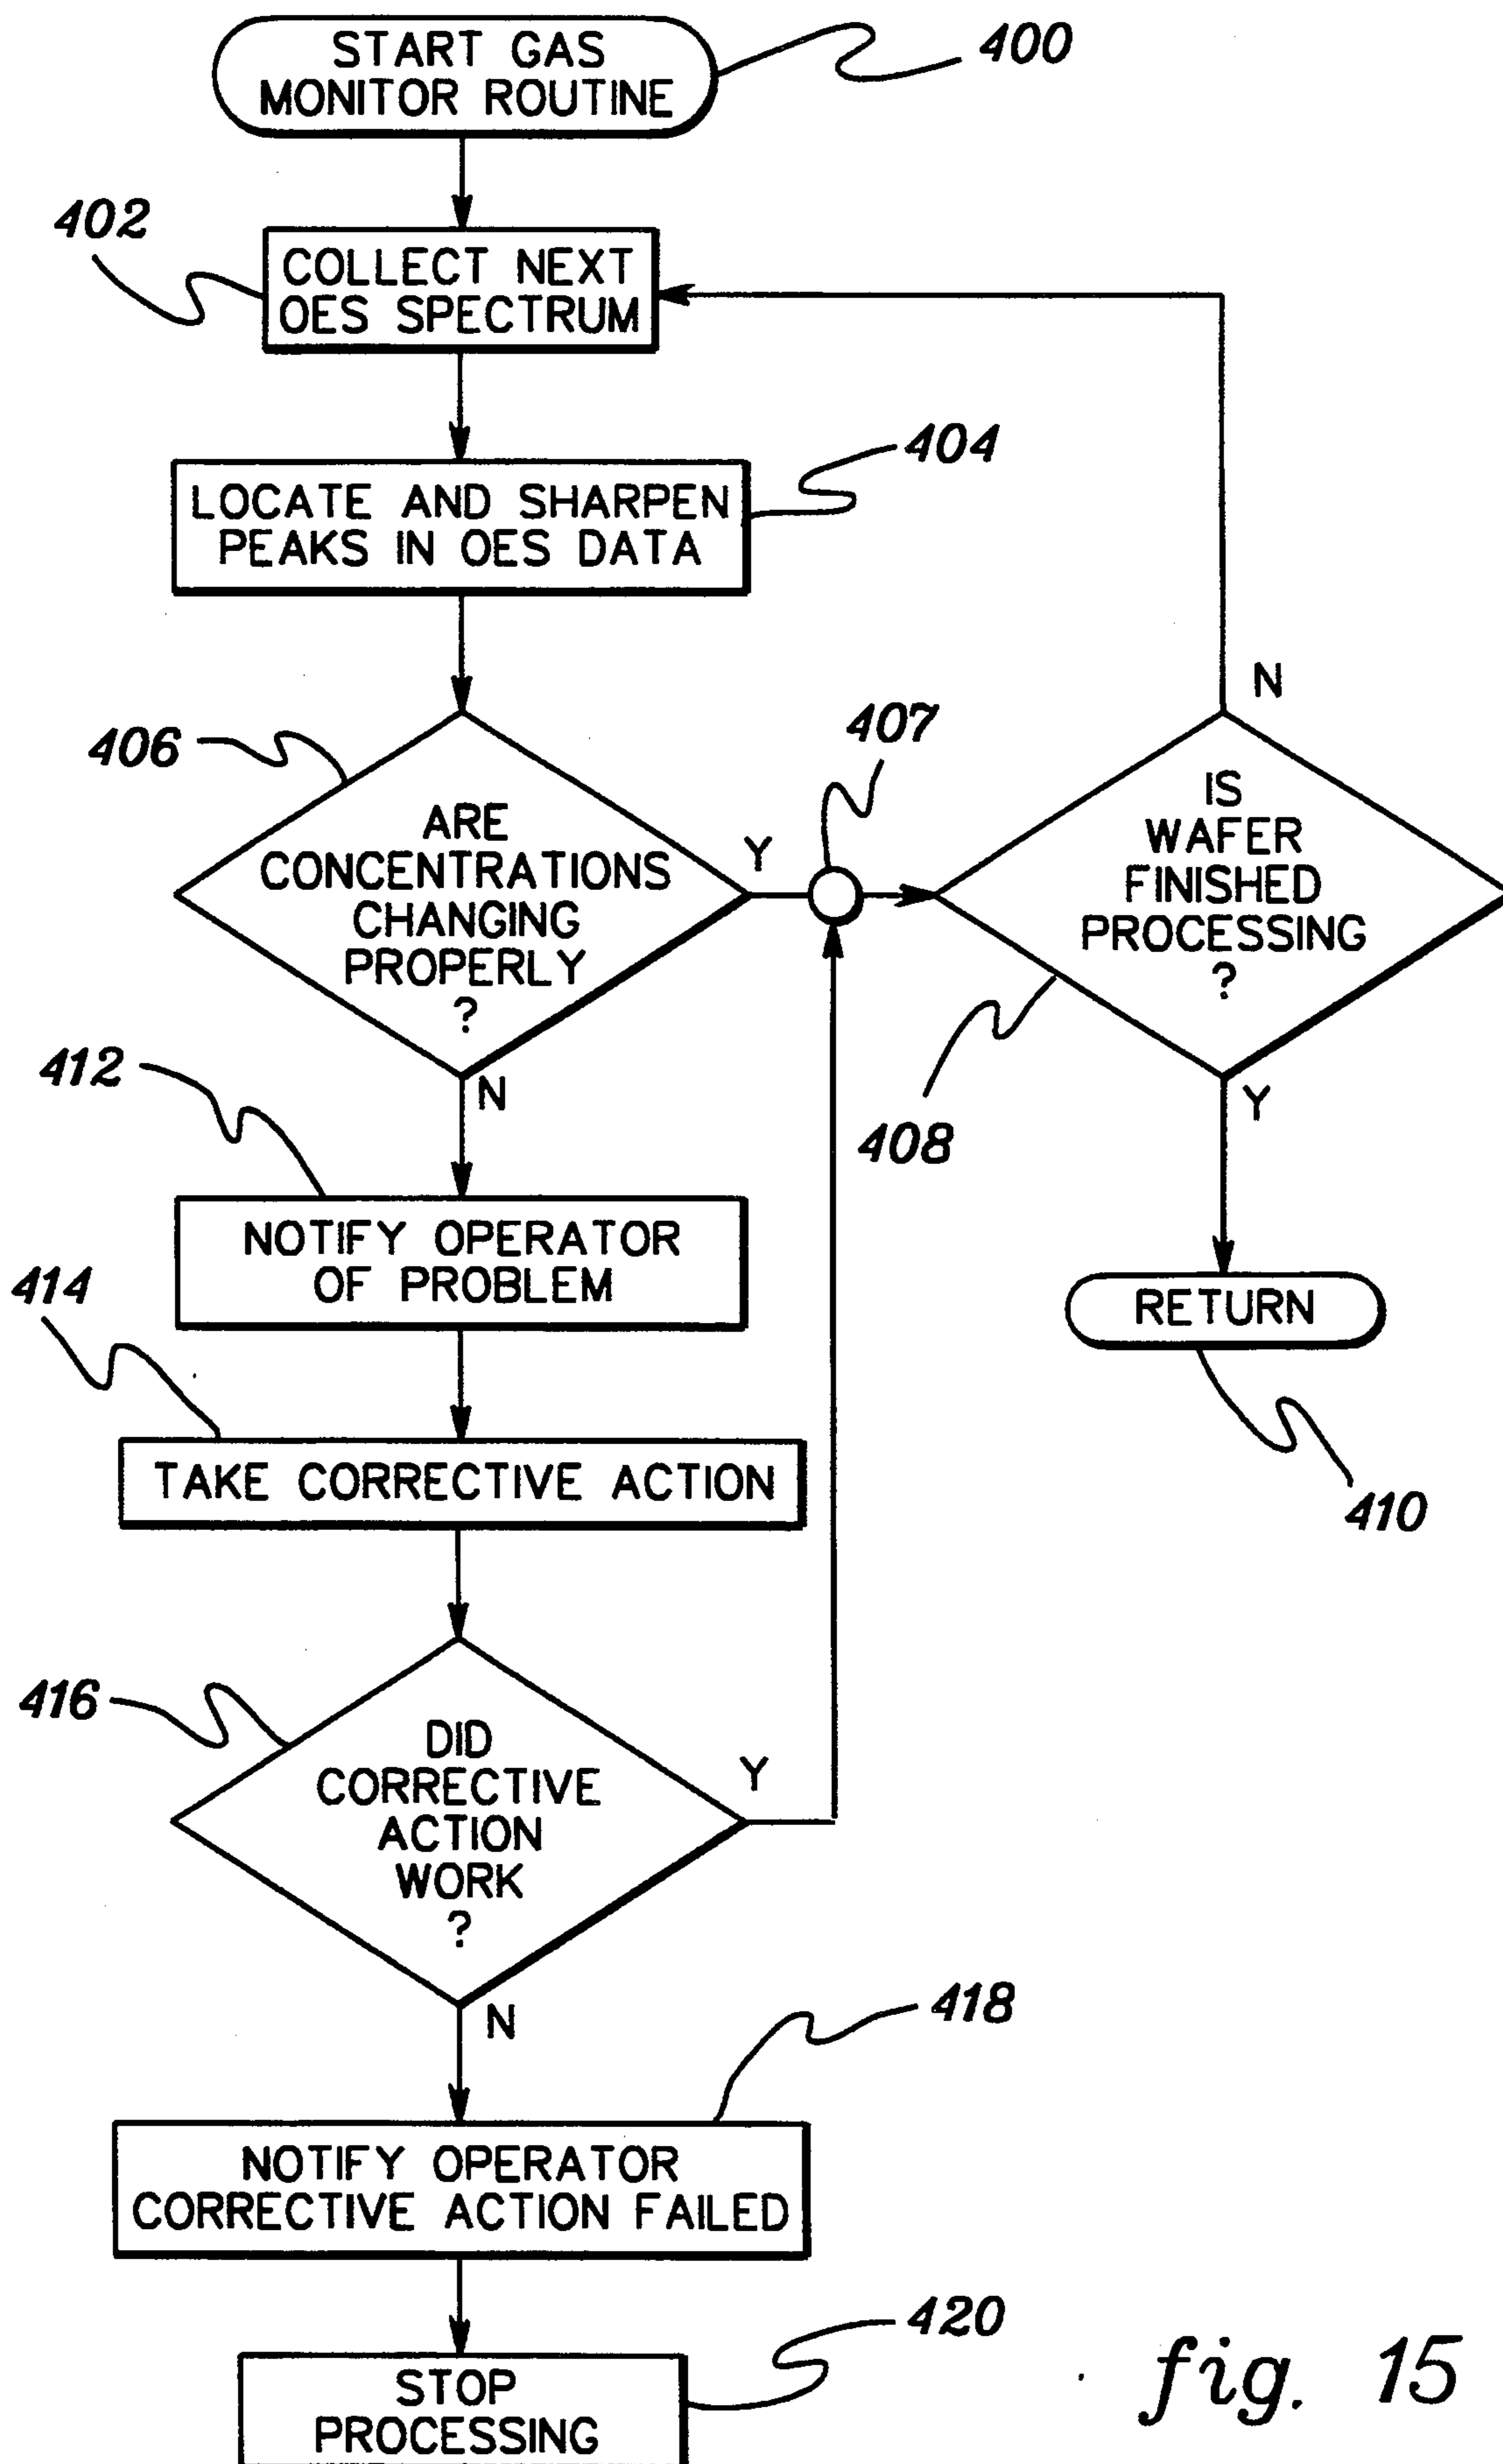 START GAS
MONITOR ROUTINE
400
402
COLLECT NEXT
OES SPECTRUM
404
LOCATE AND SHARPEN
PEAKS IN OES DATA
406
ARE
CONCENTRATIONS
CHANGING
PROPERLY
?
Y
N
407
N
IS
WAFER
FINISHED
PROCESSING
?
408
Y
RETURN
410
412
NOTIFY OPERATOR
OF PROBLEM
414
TAKE CORRECTIVE ACTION
416
DID
CORRECTIVE
ACTION
WORK
?
Y
N
418
NOTIFY OPERATOR
CORRECTIVE ACTION FAILED
420
STOP
PROCESSING
fig. 15